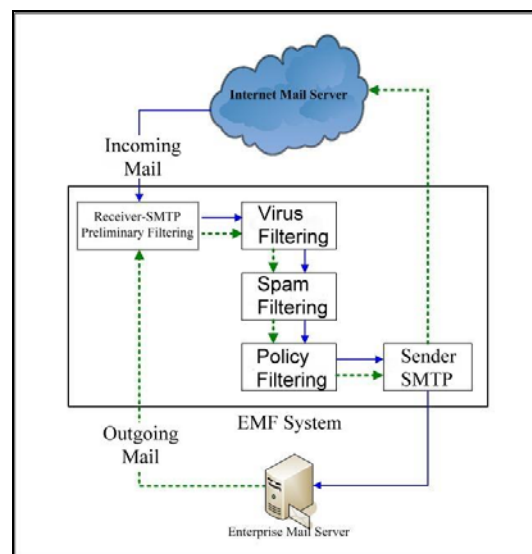 Internet Mail Server
Incoming
Mail
Receiver-SMTP
Preliminary Filtering
Virus
Filtering
Spam
Filtering
Policy
Filtering
Sender
SMTP
EMF System
Outgoing
Mail
Enterprise Mail Server